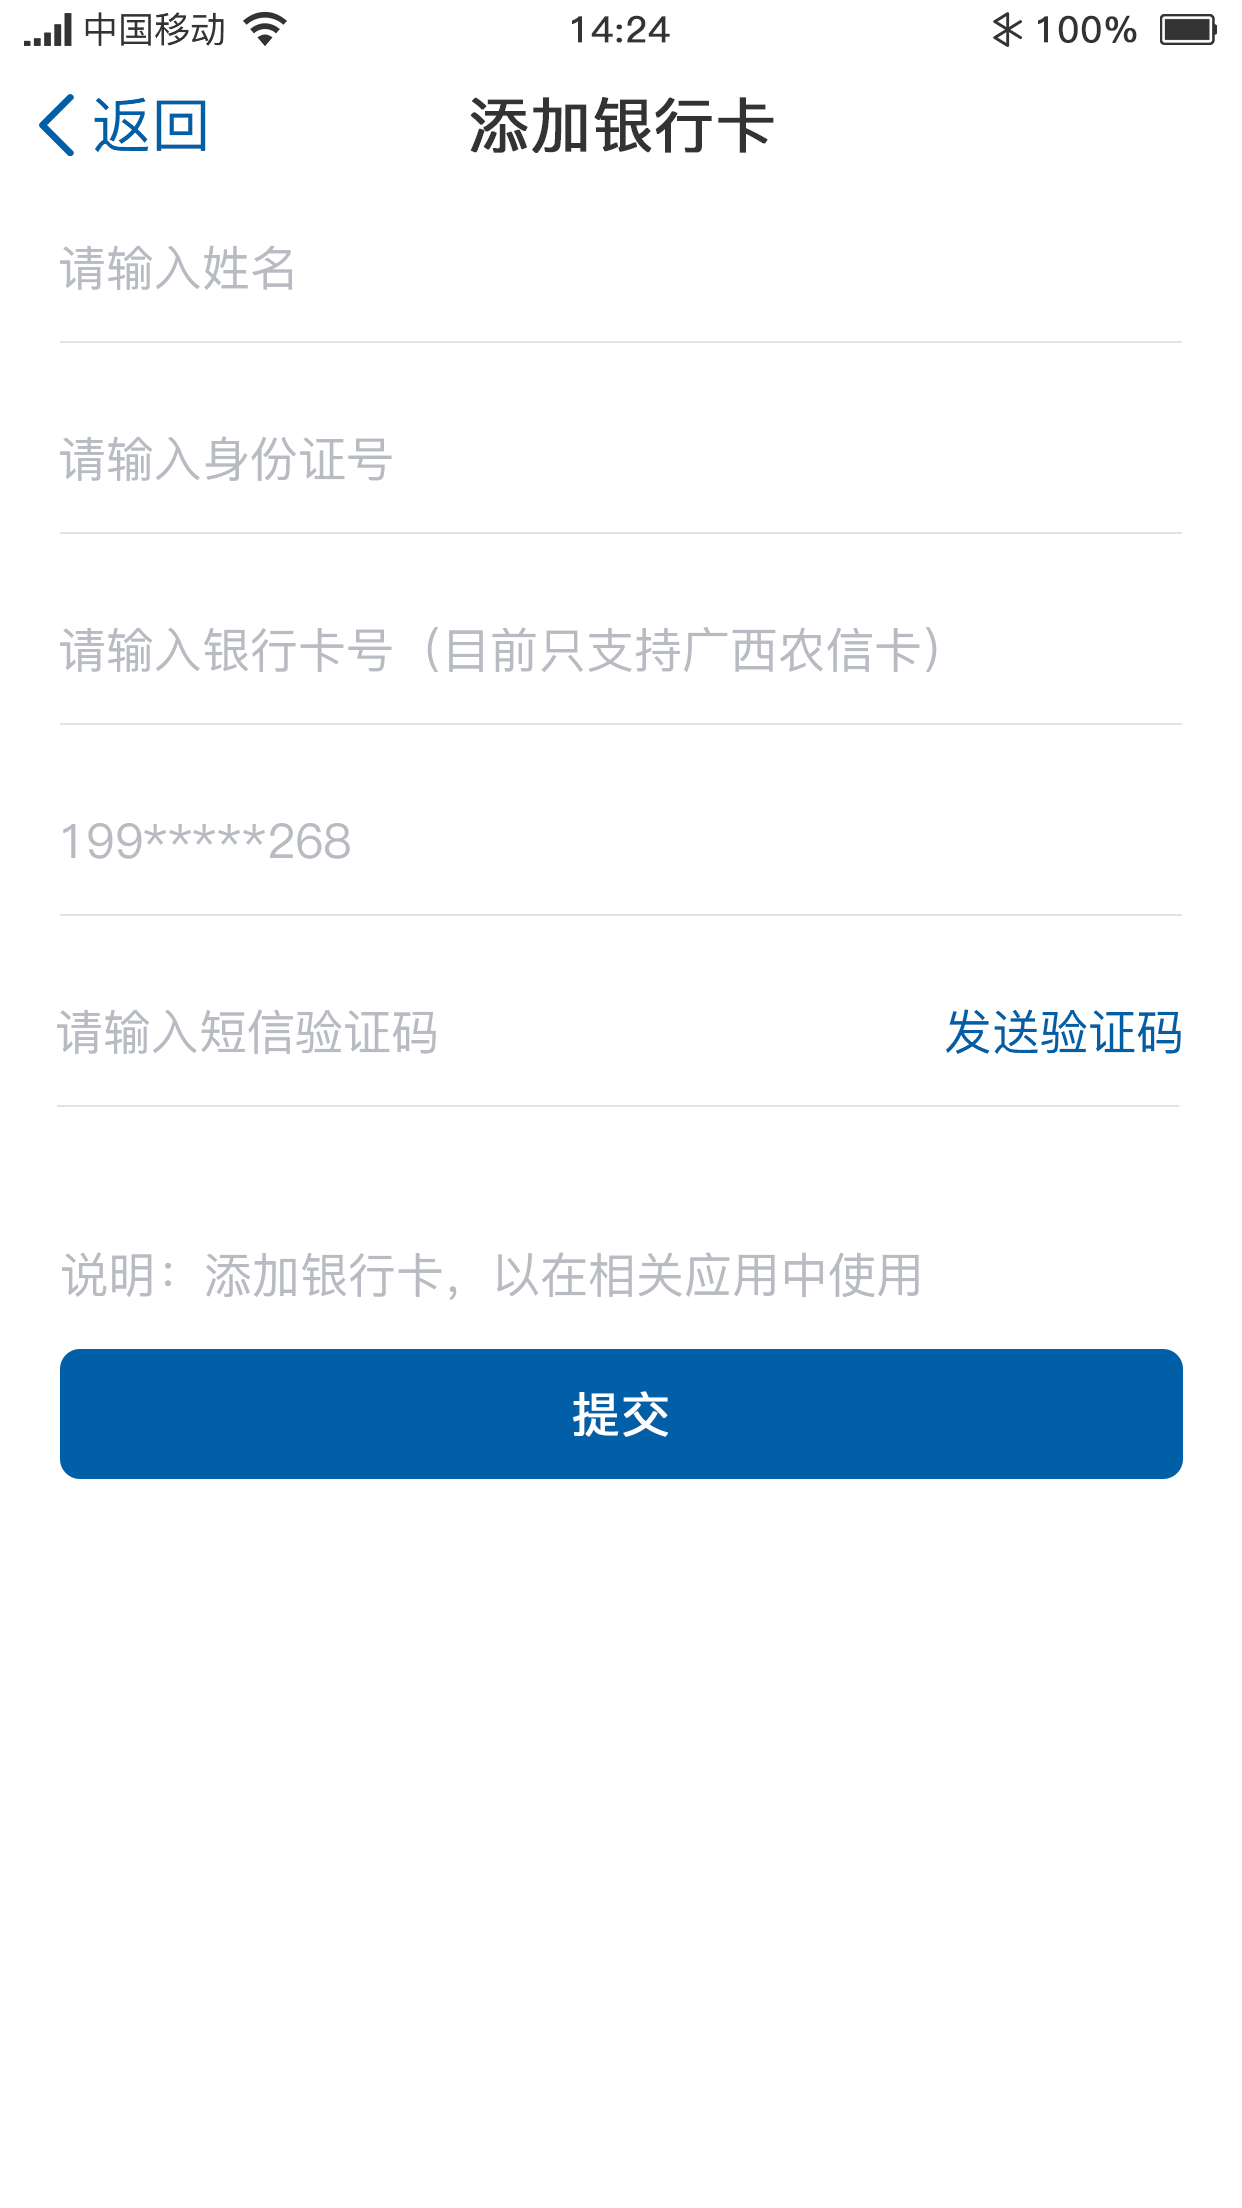 中国移动 14:24 100%
返回 添加银行卡
请输入姓名
请输入身份证号
请输入银行卡号（目前只支持广西农信卡）
199*****268
请输入短信验证码 发送验证码
说明：添加银行卡，以在相关应用中使用
提交